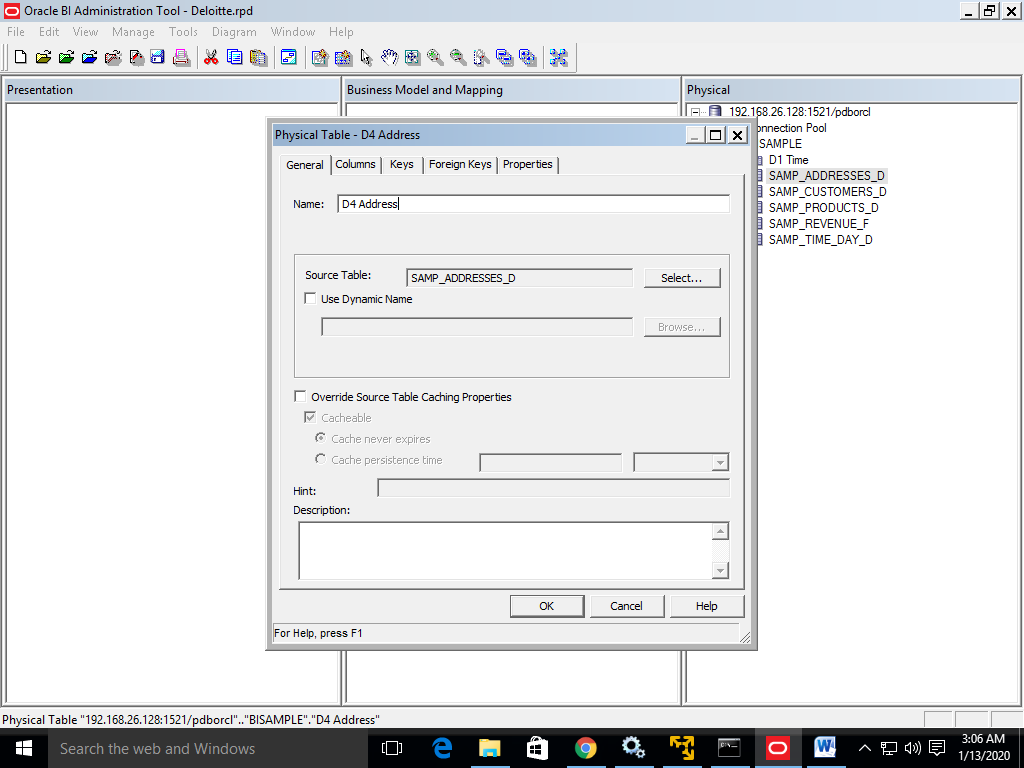 Oracle BI Administration Tool - Deloitte.rpd
File Edit View Manage Tools Diagram Window Help
Presentation
Business Model and Mapping
Physical
192.168.26.128:1521/pdborcl
onnection Pool
SAMPLE
D1 Time
SAMP_ADDRESSES_D
SAMP_CUSTOMERS_D
SAMP_PRODUCTS_D
SAMP_REVENUE_F
SAMP_TIME_DAY_D
Physical Table - D4 Address
General Columns Keys Foreign Keys Properties
Name: D4 Address
Source Table: SAMP_ADDRESSES_D Select...
Use Dynamic Name
Browse...
Override Source Table Caching Properties
Cacheable
Cache never expires
Cache persistence time
Hint:
Description:
OK Cancel Help
For Help, press F1
Physical Table "192.168.26.128:1521/pdborcl".."BISAMPLE"."D4 Address"
Search the web and Windows
3:06 AM
1/13/2020